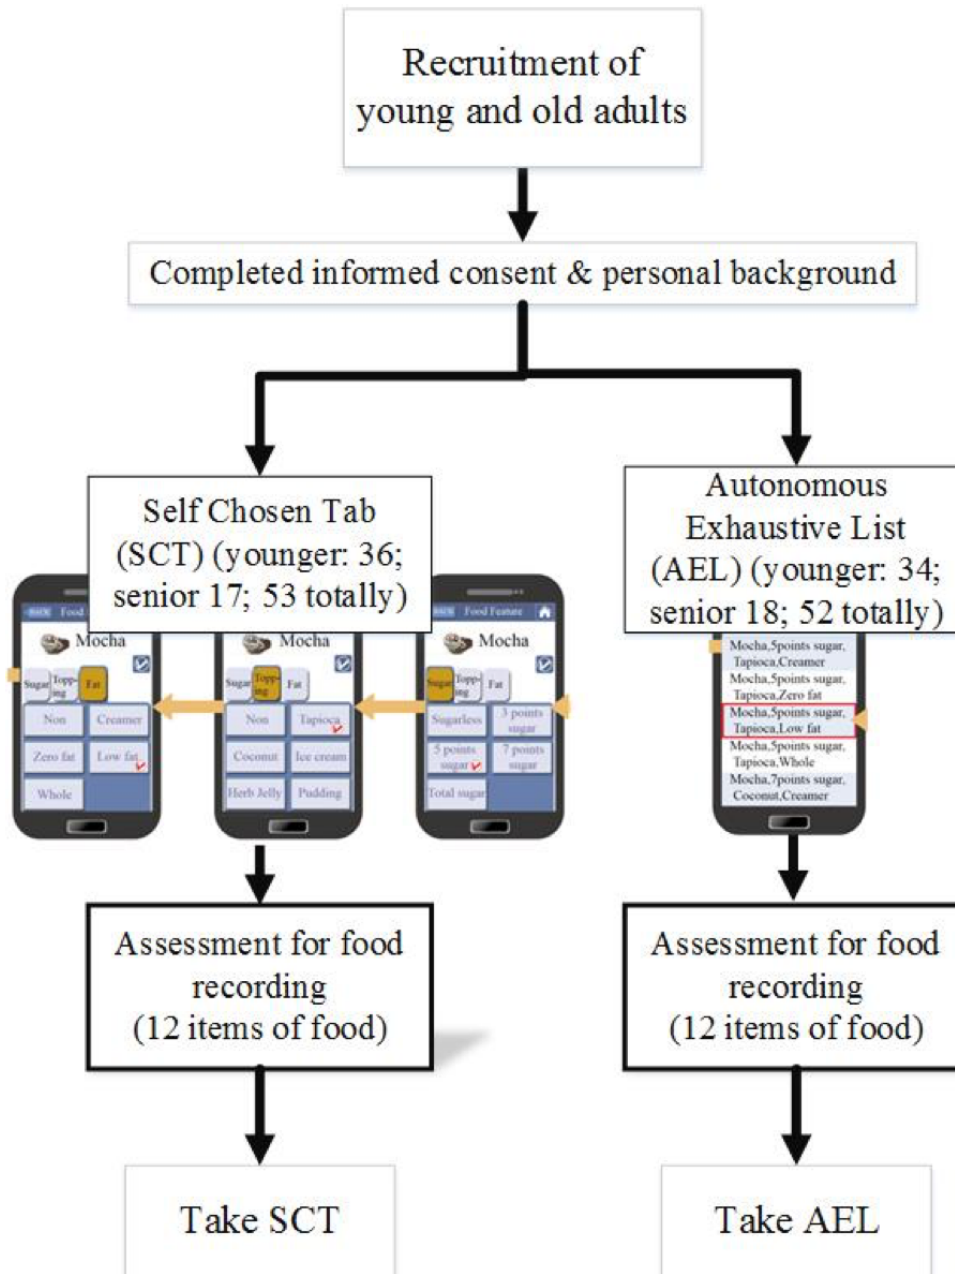 Recruitment of
young and old adults
Completed informed consent & personal background
Self Chosen Tab
(SCT) (younger: 36;
senior 17; 53 totally)
Autonomous
Exhaustive List
(AEL) (younger: 34;
senior 18; 52 totally)
BACK Food
Mocha
Sugar Topp-
ing Fat
Non Creamer
Zero fat Low fat
Whole
Mocha
Sugar Topp-
ing Fat
Non Tapioca
Coconut Ice cream
Herb Jelly Pudding
BACK Food Feature
Mocha
Sugar Topp-
ing Fat
Sugarless 3 points
sugar
5 points
sugar 7 points
sugar
Total sugar
Mocha,5points sugar,
Tapioca,Creamer
Mocha,5points sugar,
Tapioca,Zero fat
Mocha,5points sugar,
Tapioca,Low fat
Mocha,5points sugar,
Tapioca,Whole
Mocha,7points sugar,
Coconut,Creamer
Assessment for food
recording
(12 items of food)
Assessment for food
recording
(12 items of food)
Take SCT
Take AEL